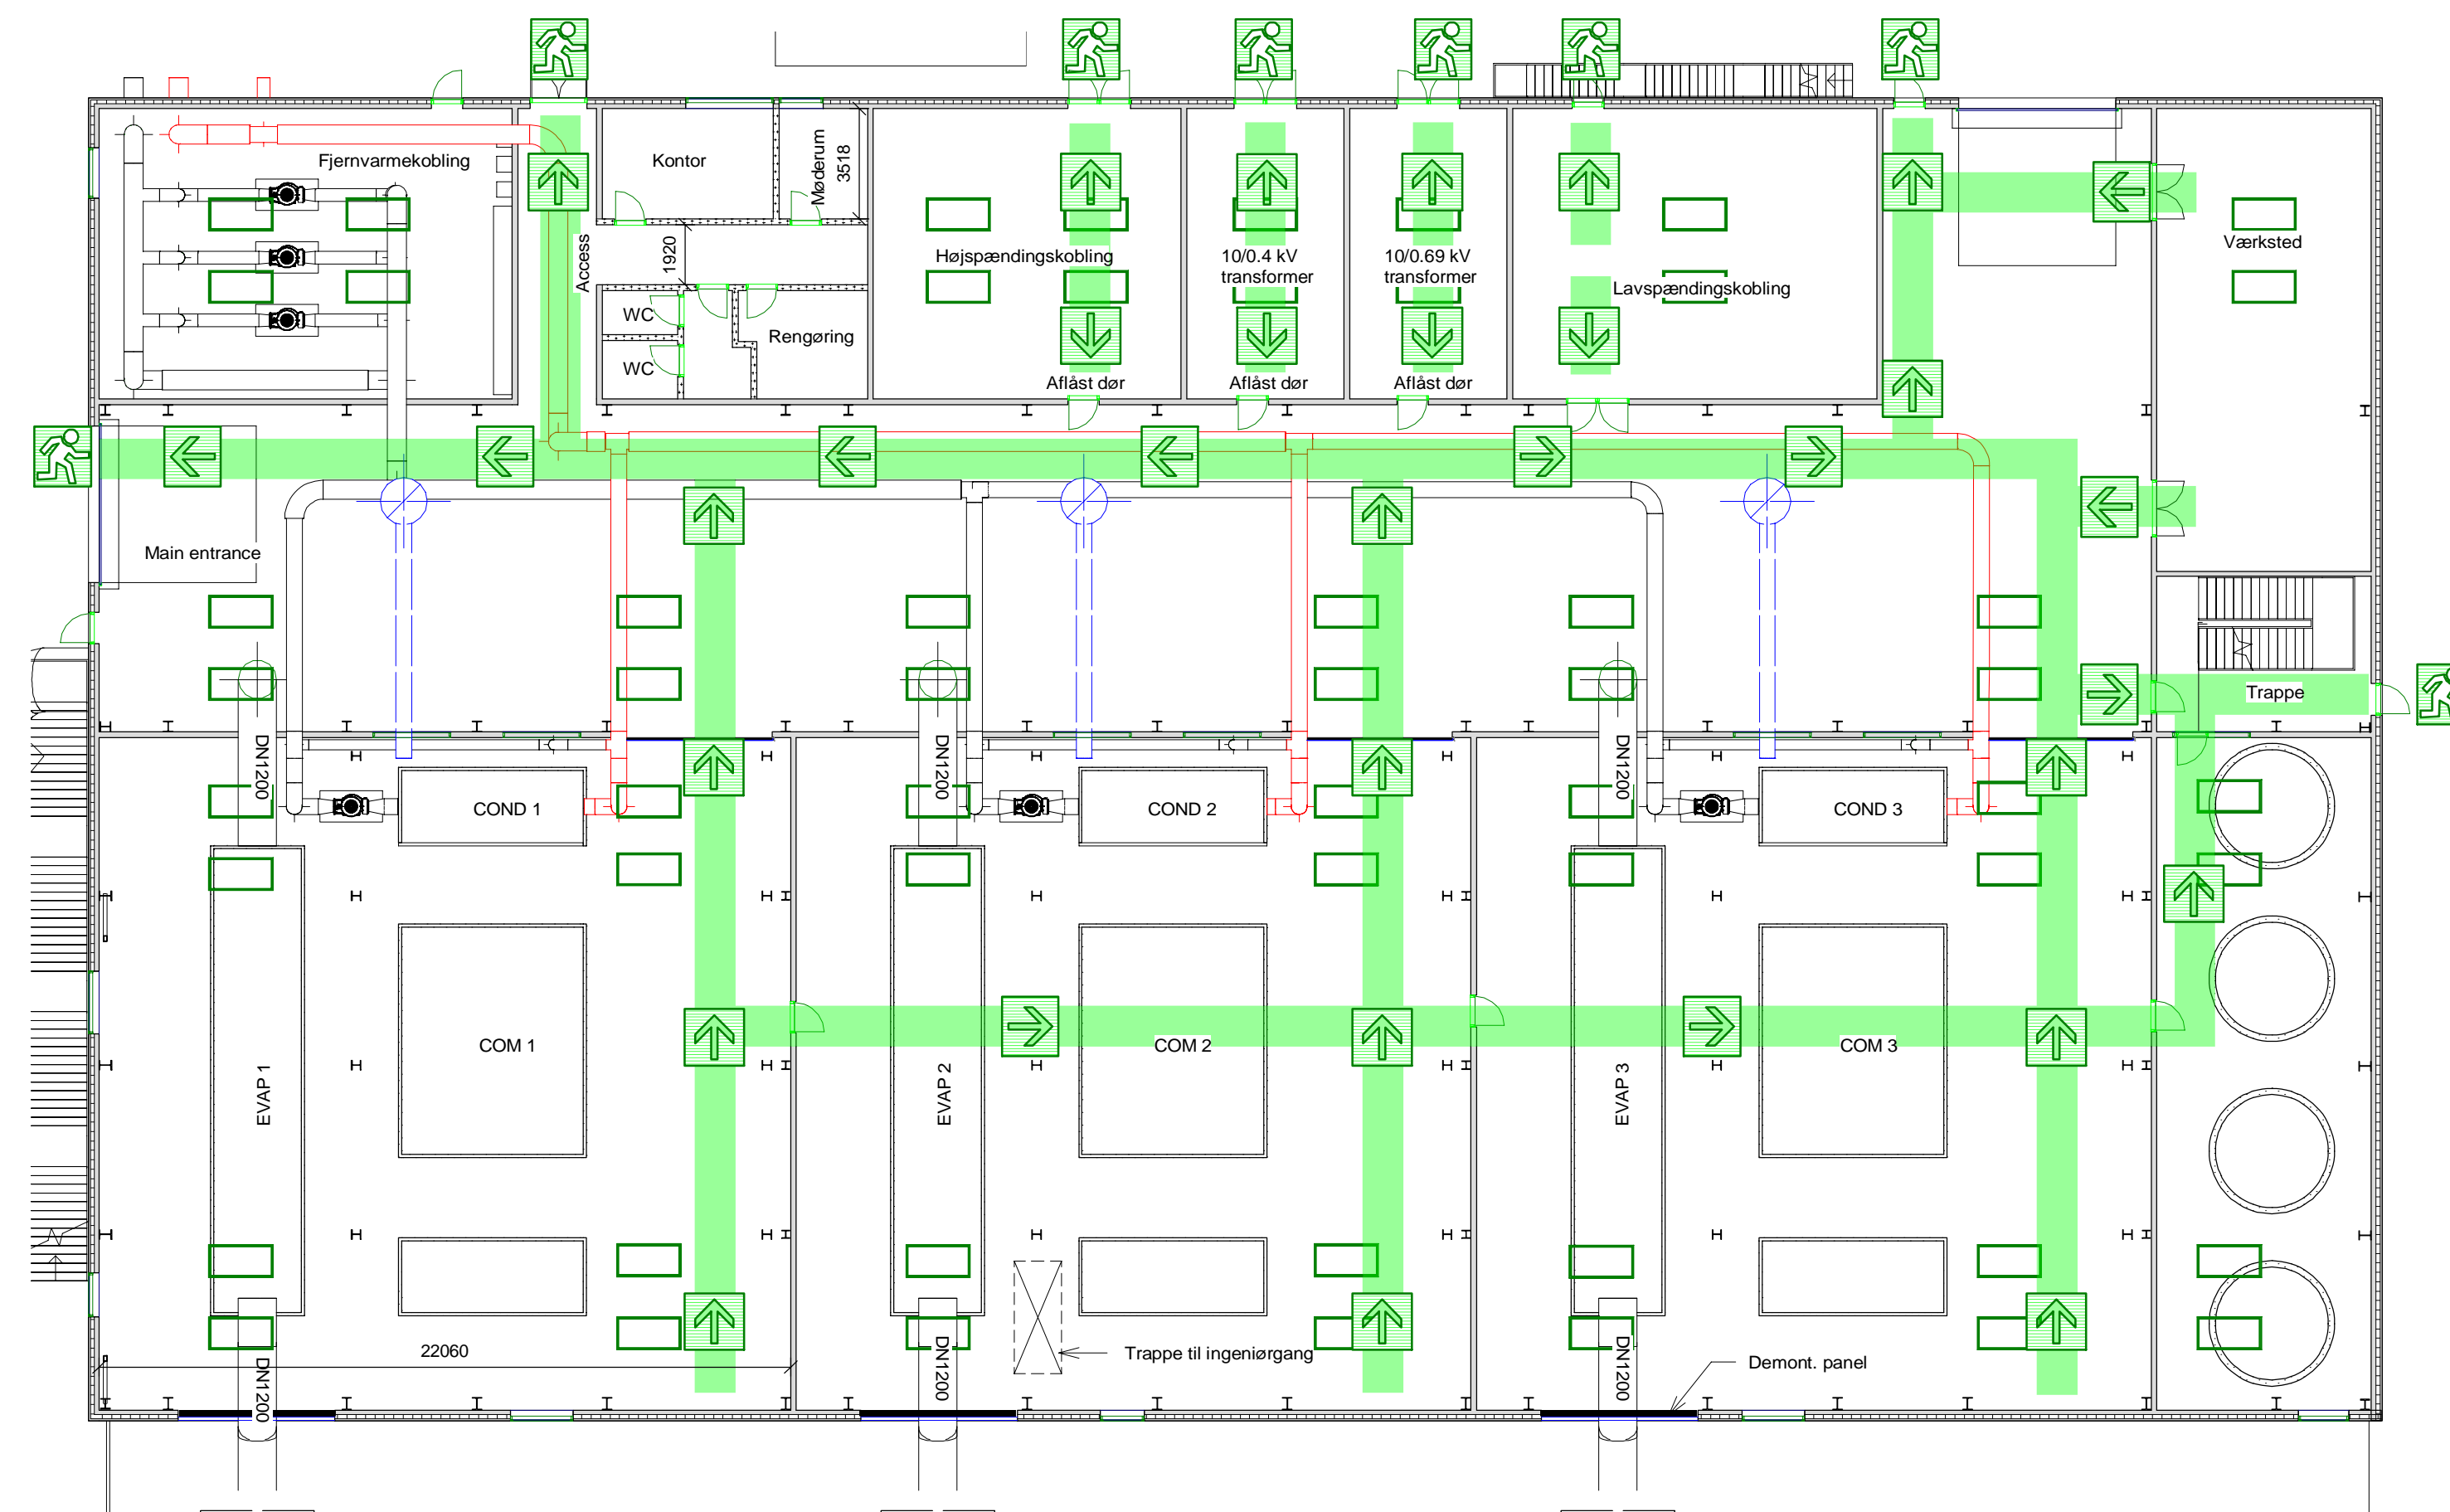 Fjernvarmekobling
Kontor
Møderum
3518
Access
1920
WC
WC
Rengøring
Højspændingskobling
Aflåst dør
10/0.4 kV
transformer
Aflåst dør
10/0.69 kV
transformer
Aflåst dør
Lavspændingskobling
Værksted
Main entrance
Trappe
DN1200
COND 1
DN1200
COND 2
DN1200
COND 3
EVAP 1
COM 1
EVAP 2
COM 2
EVAP 3
COM 3
22060
DN1200
DN1200
Trappe til ingeniørgang
DN1200
Demont. panel